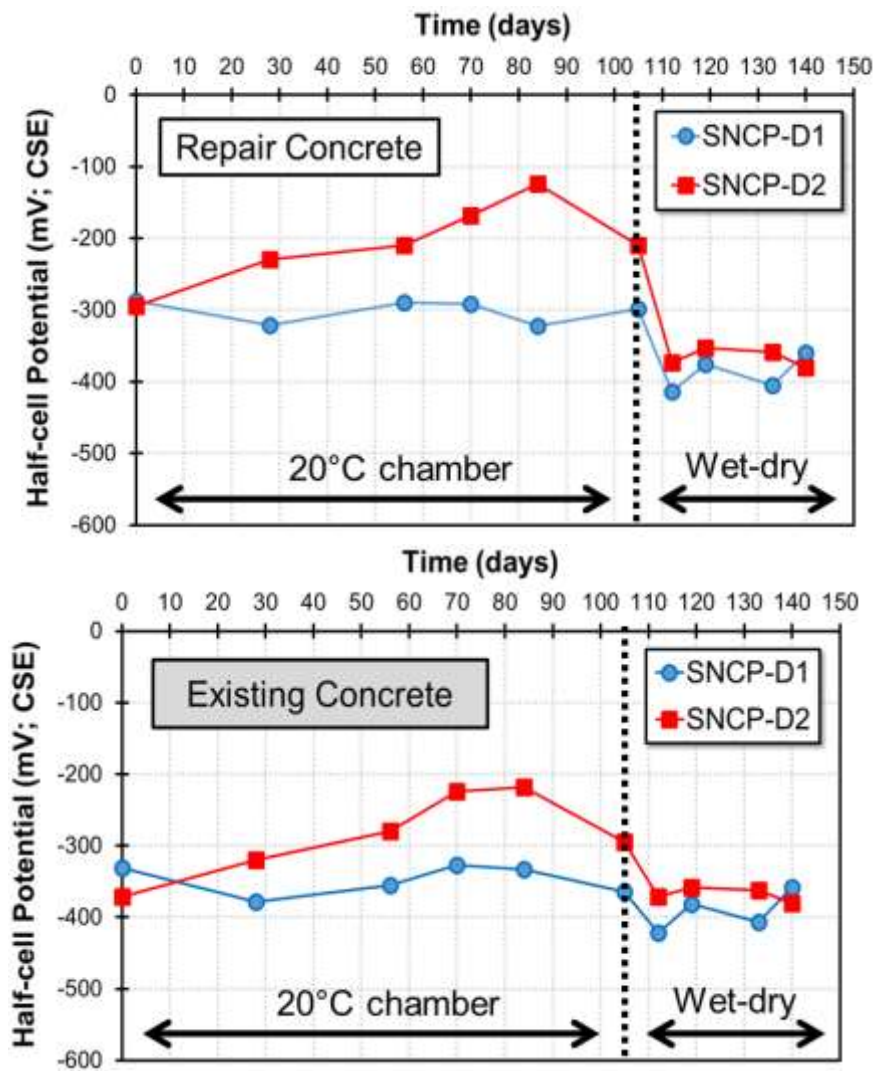 Time (days)
0 10 20 30 40 50 60 70 80 90 100 110 120 130 140 150
0
-100
-200
-300
-400
-500
-600
Half-cell Potential (mV; CSE)
Repair Concrete
SNCP-D1
SNCP-D2
20°C chamber
Wet-dry
Time (days)
0 10 20 30 40 50 60 70 80 90 100 110 120 130 140 150
0
-100
-200
-300
-400
-500
-600
Half-cell Potential (mV; CSE)
Existing Concrete
SNCP-D1
SNCP-D2
20°C chamber
Wet-dry